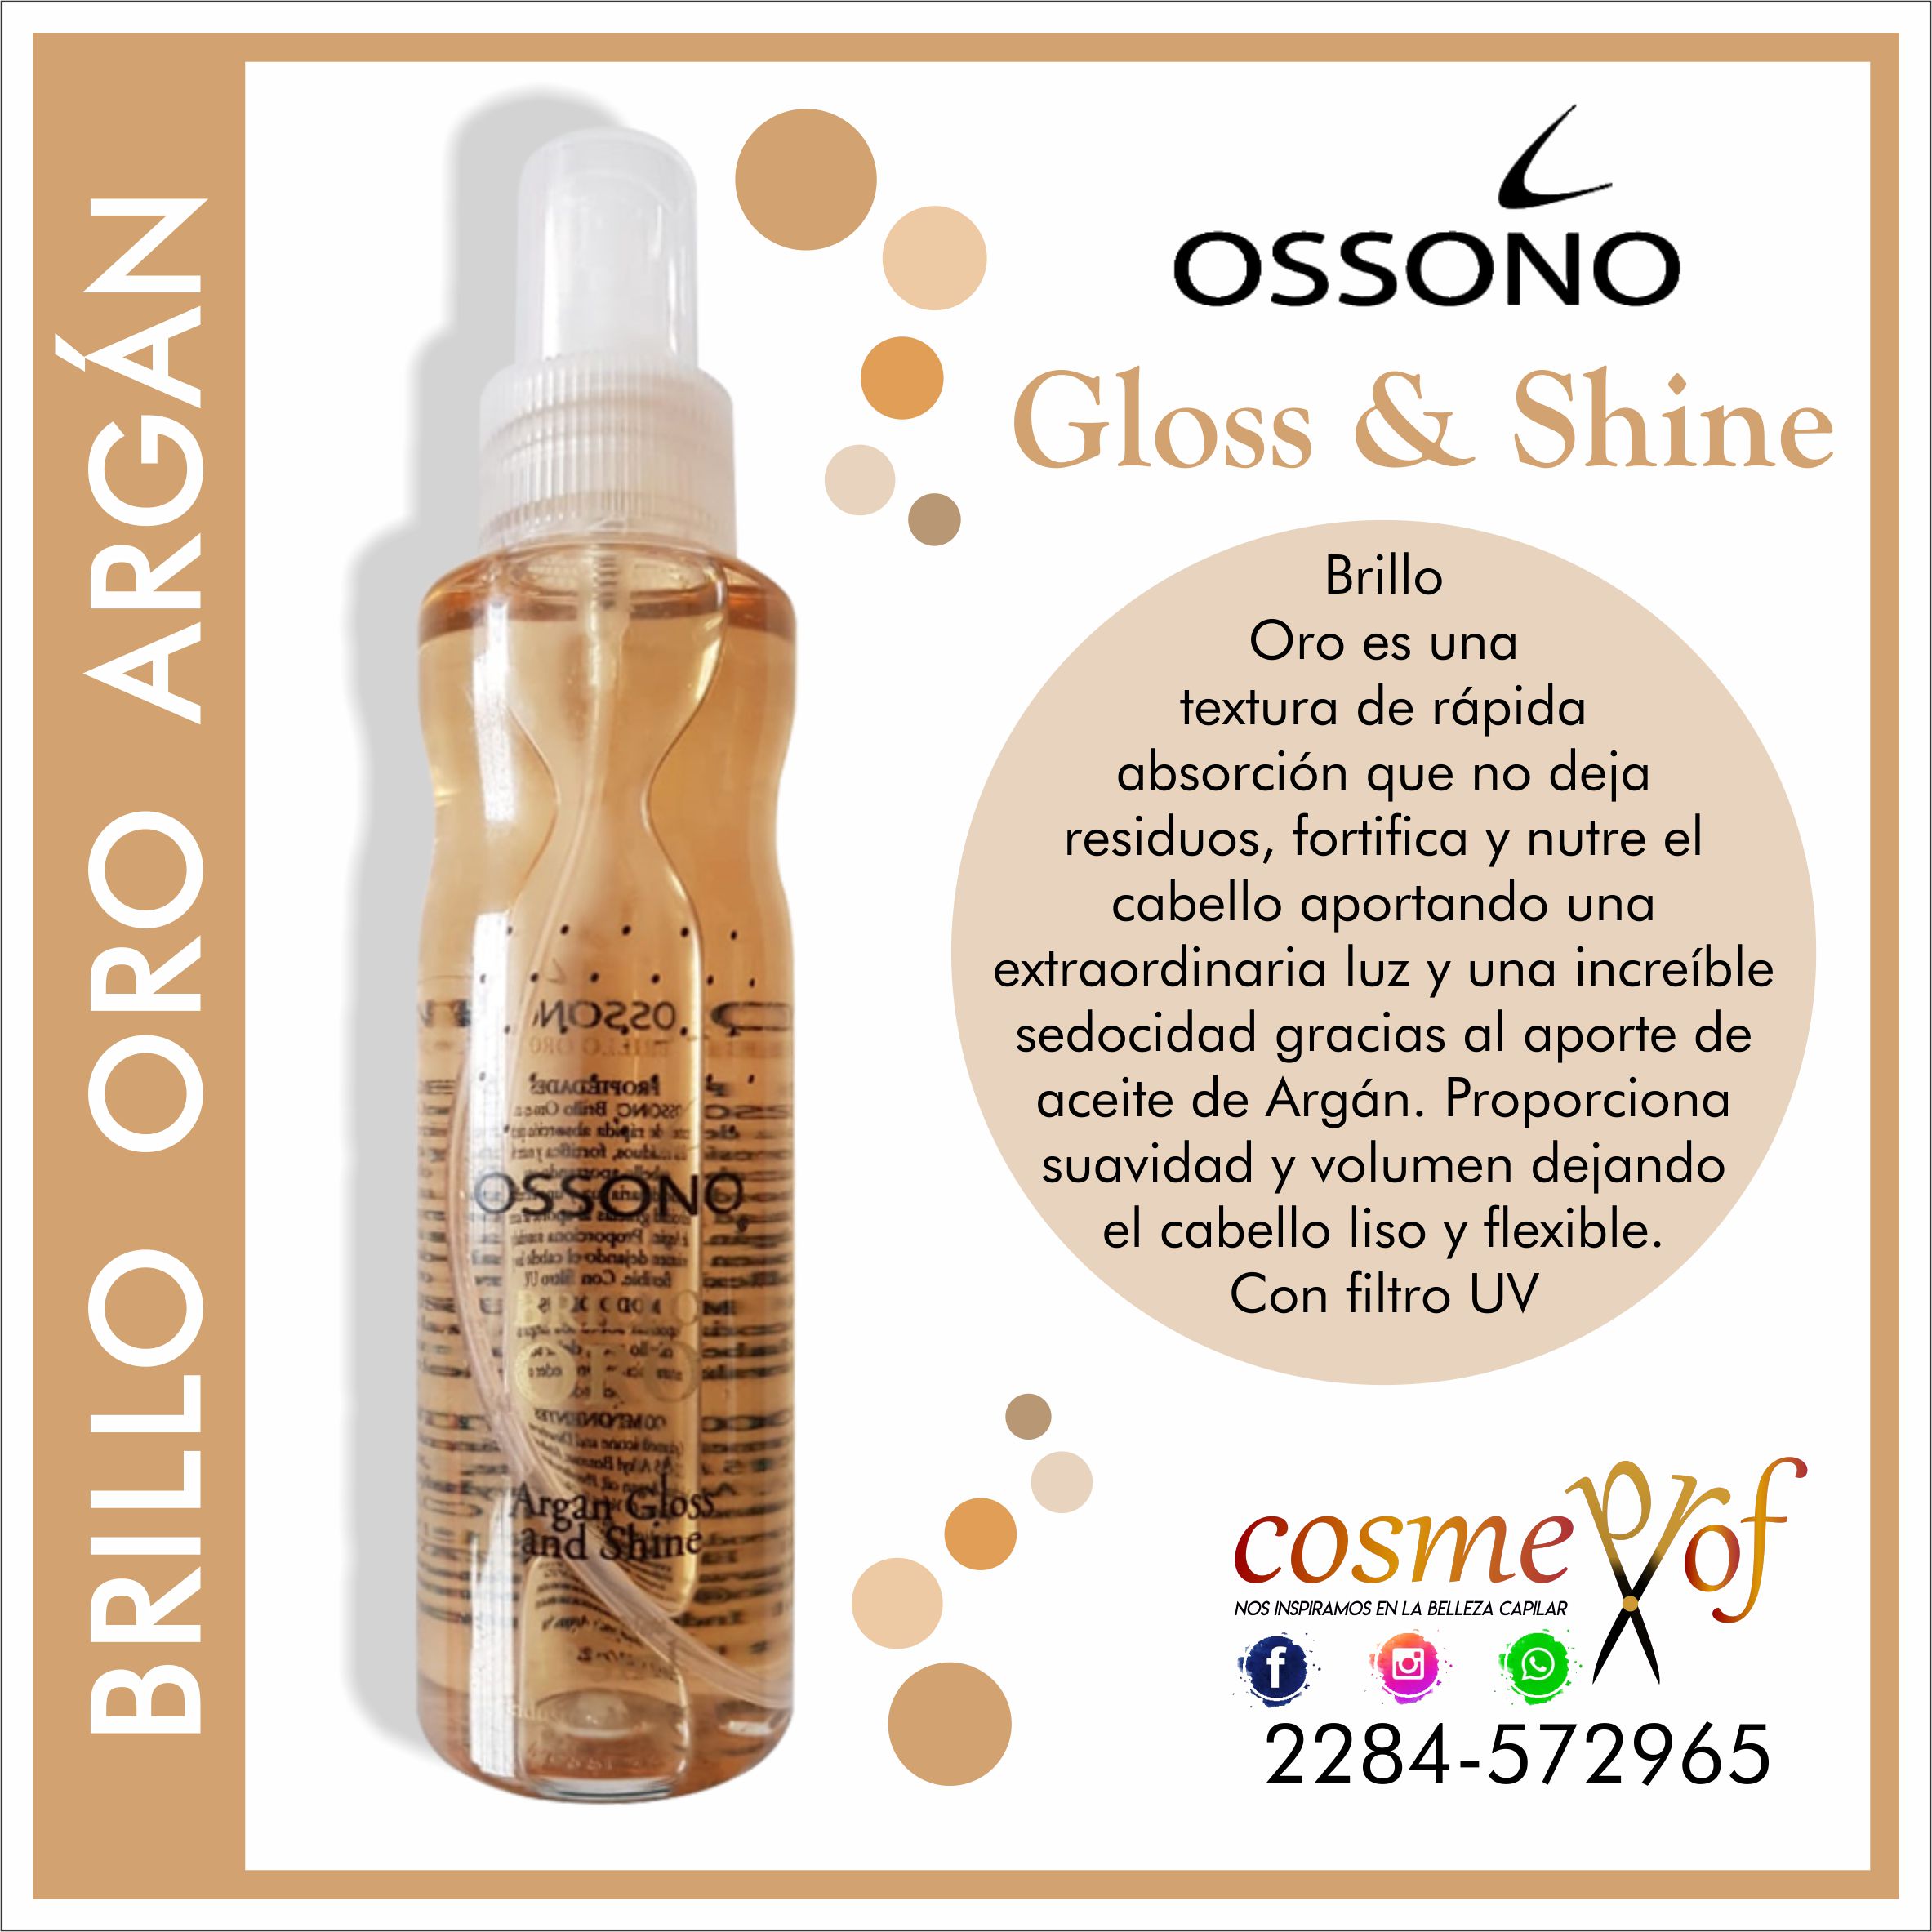 BRILLO ORO ARGÁN
OSSONO
Gloss & Shine
Brillo
Oro es una
textura de rápida
absorción que no deja
residuos, fortifica y nutre el
cabello aportando una
extraordinaria luz y una increíble
sedocidad gracias al aporte de
aceite de Argán. Proporciona
suavidad y volumen dejando
el cabello liso y flexible.
Con filtro UV
OSSONO
PROPIEDADES
OSSONO
ORO
Argan Gloss
and Shine
cosmeprof
NOS INSPIRAMOS EN LA BELLEZA CAPILAR
2284-572965